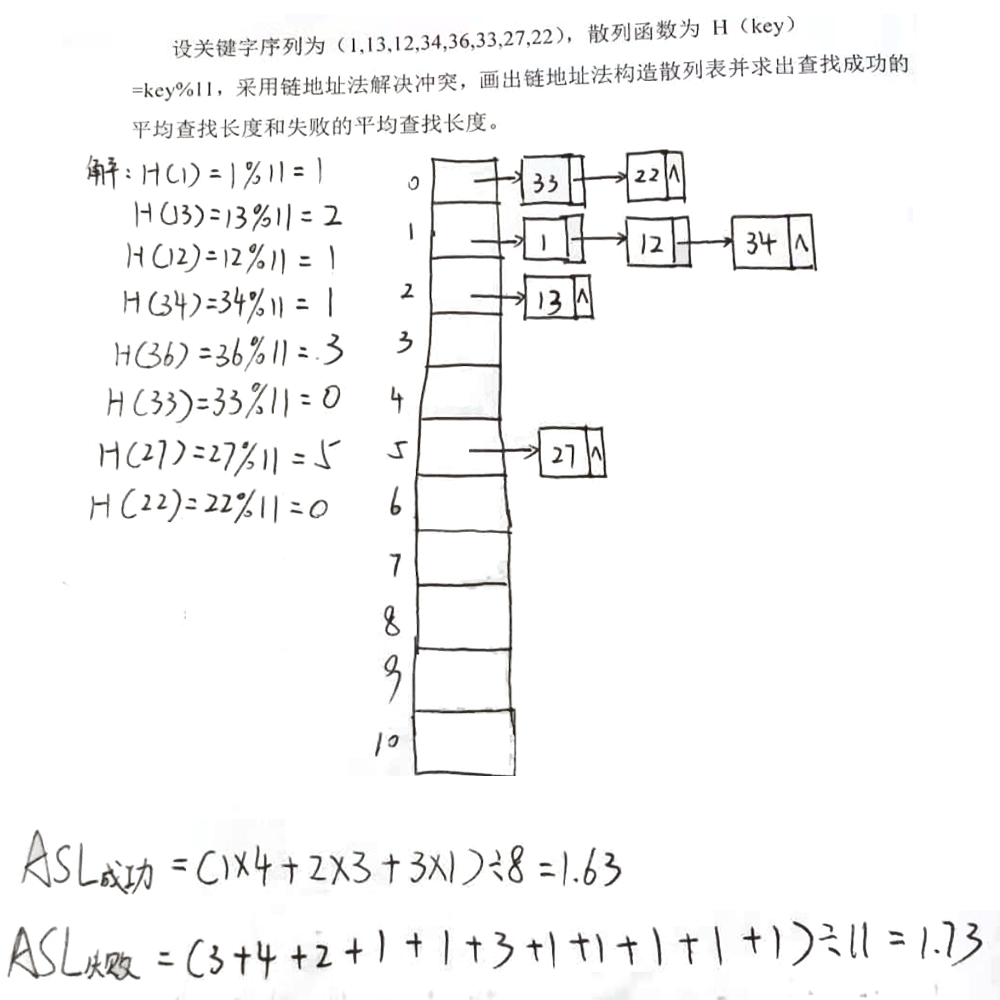 设关键字序列为（1,13,12,34,36,33,27,22），散列函数为 H（key）
=key%11，采用链地址法解决冲突，画出链地址法构造散列表并求出查找成功的
平均查找长度和失败的平均查找长度。
解：H(1)=1%11=1
H(13)=13%11=2
H(12)=12%11=1
H(34)=34%11=1
H(36)=36%11=3
H(33)=33%11=0
H(27)=27%11=5
H(22)=22%11=0
0 33 22 ∧
1 1 12 34 ∧
2 13 ∧
3
4
5 27 ∧
6
7
8
9
10
ASL成功=(1×4+2×3+3×1)÷8=1.63
ASL失败=(3+4+2+1+1+3+1+1+1+1+1)÷11=1.73